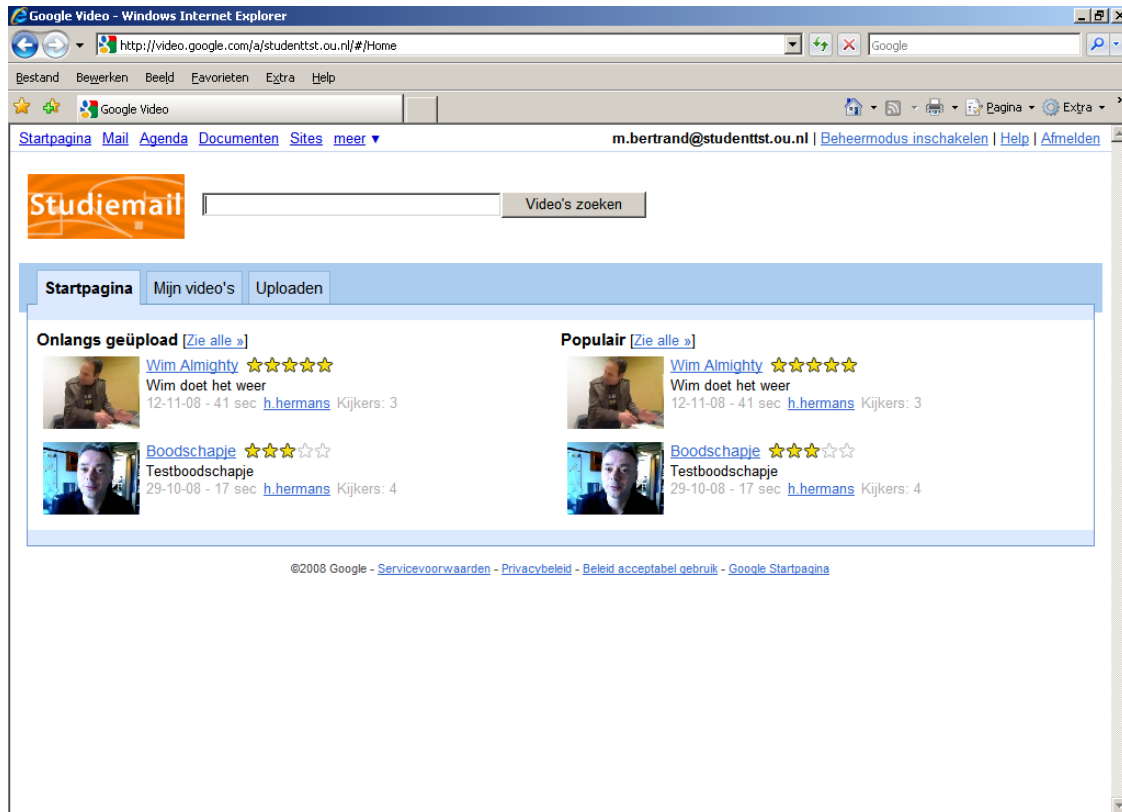 Google Video - Windows Internet Explorer
http://video.google.com/a/studenttst.ou.nl/#/Home
Google
Bestand Bewerken Beeld Favorieten Extra Help
Google Video
Pagina Extra
Startpagina Mail Agenda Documenten Sites meer ▼
m.bertrand@studenttst.ou.nl | Beheermodus inschakelen | Help | Afmelden
Studiemail
Video's zoeken
Startpagina Mijn video's Uploaden
Onlangs geüpload [Zie alle »]
Wim Almighty
Wim doet het weer
12-11-08 - 41 sec h.hermans Kijkers: 3
Boodschapje
Testboodschapje
29-10-08 - 17 sec h.hermans Kijkers: 4
Populair [Zie alle »]
Wim Almighty
Wim doet het weer
12-11-08 - 41 sec h.hermans Kijkers: 3
Boodschapje
Testboodschapje
29-10-08 - 17 sec h.hermans Kijkers: 4
©2008 Google - Servicevoorwaarden - Privacybeleid - Beleid acceptabel gebruik - Google Startpagina